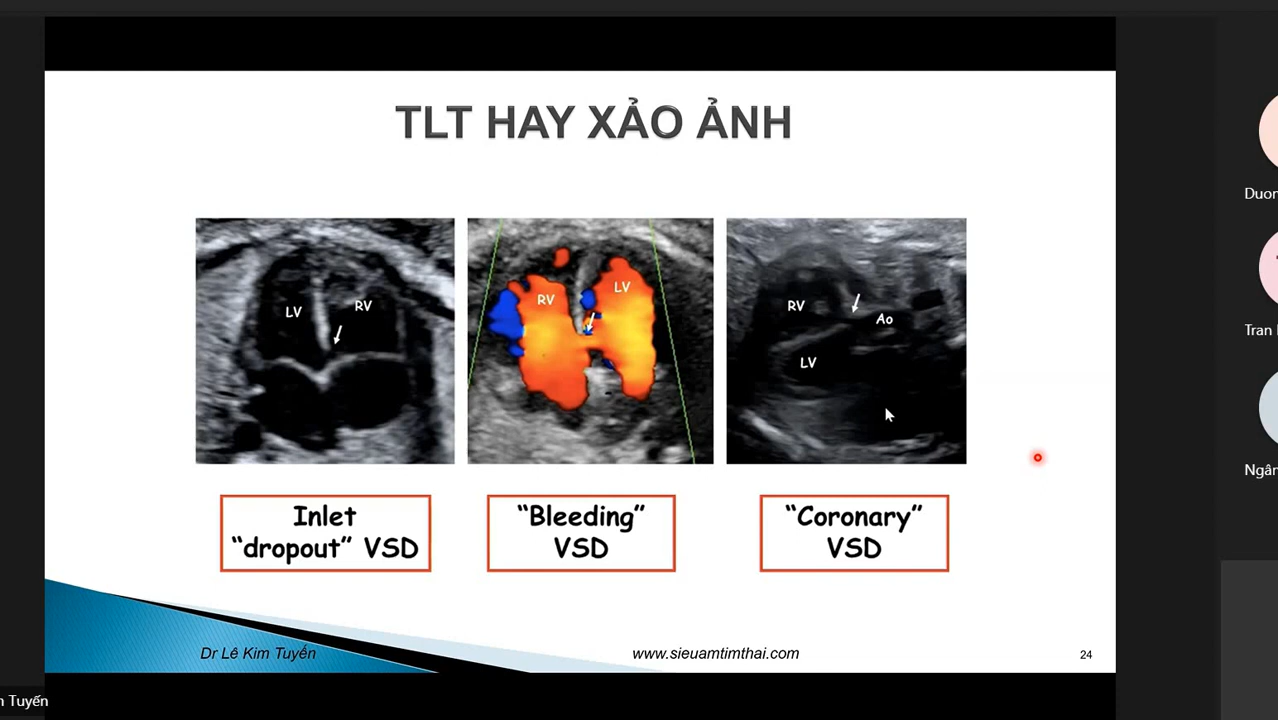 TLT HAY XẢO ẢNH
LV
RV
RV
LV
RV
Ao
LV
Inlet
“dropout” VSD
“Bleeding”
VSD
“Coronary”
VSD
Dr Lê Kim Tuyến
www.sieuamtimthai.com
24
Duon
Tran
Ngân
Tuyến